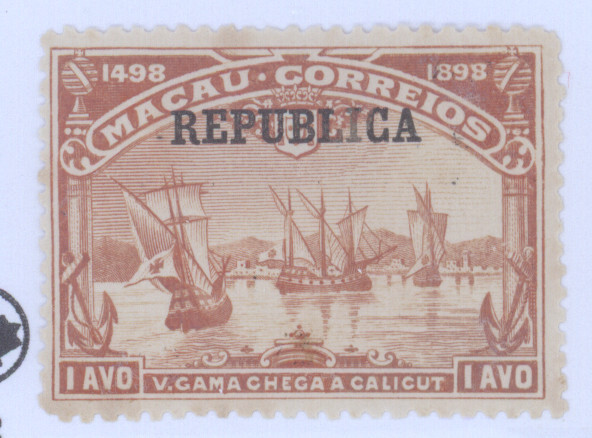 1498 1898
MACAU · CORREIOS
REPUBLICA
1 AVO V. GAMA CHEGA A CALICUT 1 AVO